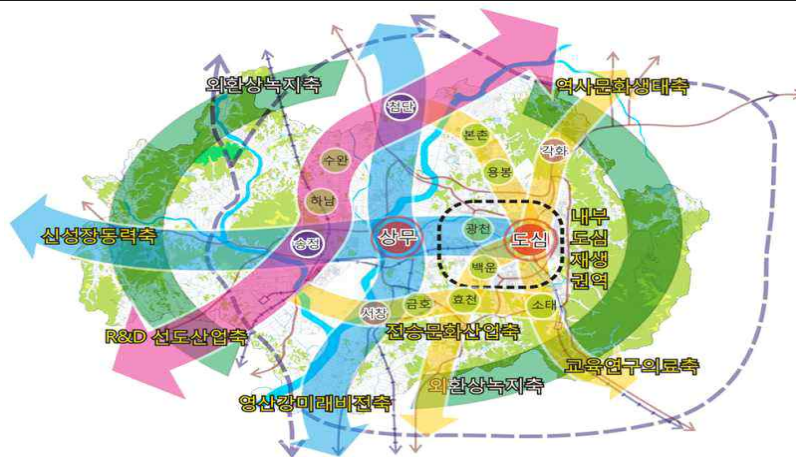 외환상녹지축
첨단
역사문화생태축
본촌
각화
수완
용봉
하남
신성장동력축
송정
상무
광천
도심
내부
도심
재생
권역
백운
서창
금호
효천
소태
R&D 선도산업축
전승문화산업축
교육연구의료축
외환상녹지축
영산강미래비전축